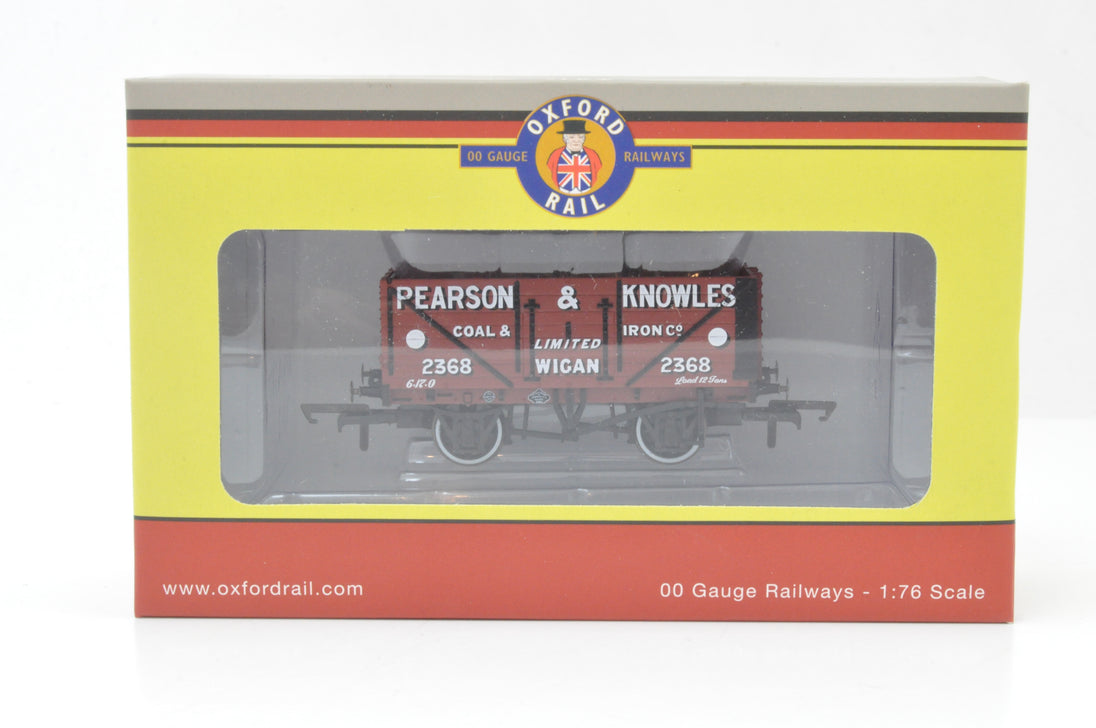 OXFORD
00 GAUGE RAILWAYS
RAIL
PEARSON & KNOWLES
COAL & IRON Cº
LIMITED
2368 WIGAN 2368
6.17.0 Load 12 Tons
www.oxfordrail.com
00 Gauge Railways - 1:76 Scale